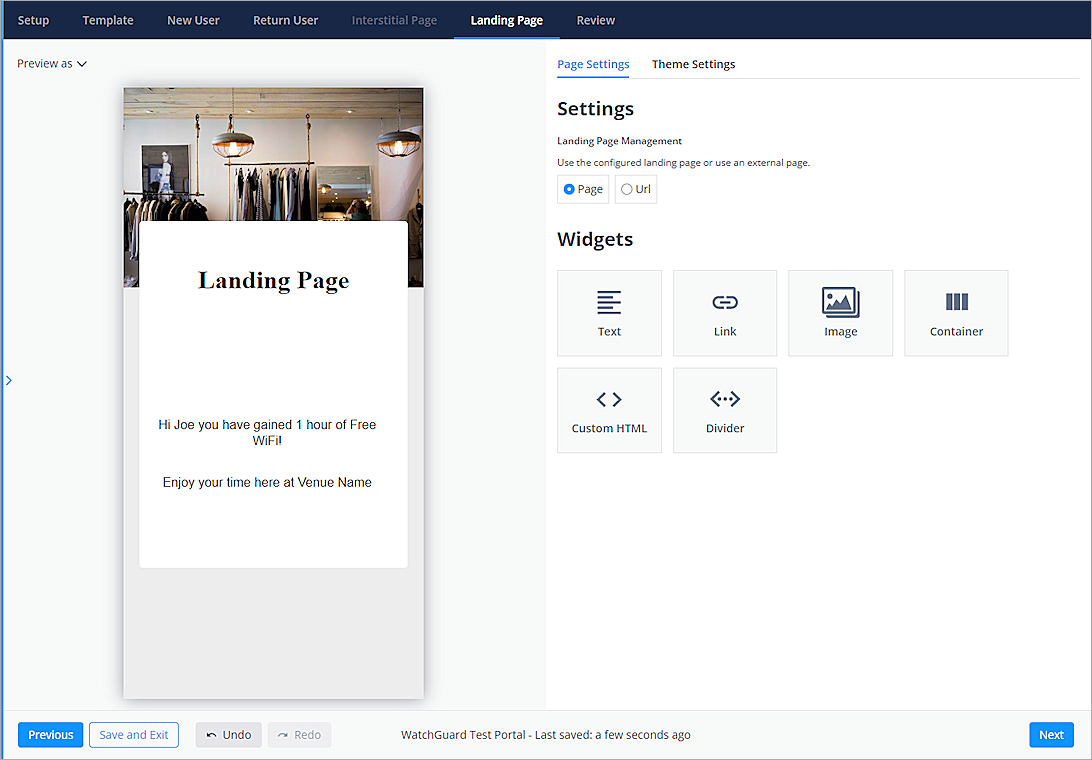 Setup Template New User Return User Interstitial Page Landing Page Review
Preview as
Landing Page
Hi Joe you have gained 1 hour of Free
WiFi!
Enjoy your time here at Venue Name
Page Settings Theme Settings
Settings
Landing Page Management
Use the configured landing page or use an external page.
Page Url
Widgets
Text Link Image Container
Custom HTML Divider
Previous Save and Exit Undo Redo WatchGuard Test Portal - Last saved: a few seconds ago Next